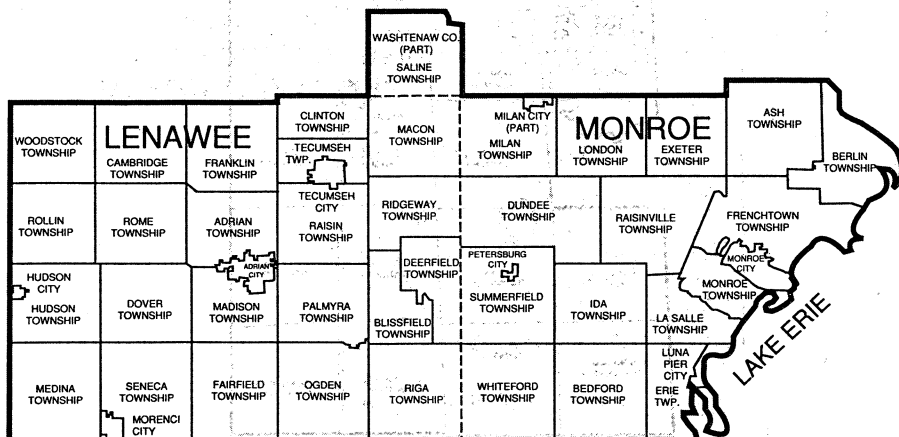 WASHTENAW CO.
(PART)
SALINE
TOWNSHIP
LENAWEE
MONROE
WOODSTOCK
TOWNSHIP
CAMBRIDGE
TOWNSHIP
FRANKLIN
TOWNSHIP
CLINTON
TOWNSHIP
TECUMSEH
TWP.
TECUMSEH
CITY
MACON
TOWNSHIP
MILAN CITY
(PART)
MILAN
TOWNSHIP
LONDON
TOWNSHIP
EXETER
TOWNSHIP
ASH
TOWNSHIP
BERLIN
TOWNSHIP
ROLLIN
TOWNSHIP
ROME
TOWNSHIP
ADRIAN
TOWNSHIP
RAISIN
TOWNSHIP
RIDGEWAY
TOWNSHIP
DUNDEE
TOWNSHIP
RAISINVILLE
TOWNSHIP
FRENCHTOWN
TOWNSHIP
MONROE
CITY
MONROE
TOWNSHIP
HUDSON
CITY
HUDSON
TOWNSHIP
DOVER
TOWNSHIP
ADRIAN
CITY
MADISON
TOWNSHIP
PALMYRA
TOWNSHIP
DEERFIELD
TOWNSHIP
BLISSFIELD
TOWNSHIP
PETERSBURG
CITY
SUMMERFIELD
TOWNSHIP
IDA
TOWNSHIP
LA SALLE
TOWNSHIP
LAKE ERIE
MEDINA
TOWNSHIP
SENECA
TOWNSHIP
MORENCI
CITY
FAIRFIELD
TOWNSHIP
OGDEN
TOWNSHIP
RIGA
TOWNSHIP
WHITEFORD
TOWNSHIP
BEDFORD
TOWNSHIP
LUNA
PIER
CITY
ERIE
TWP.